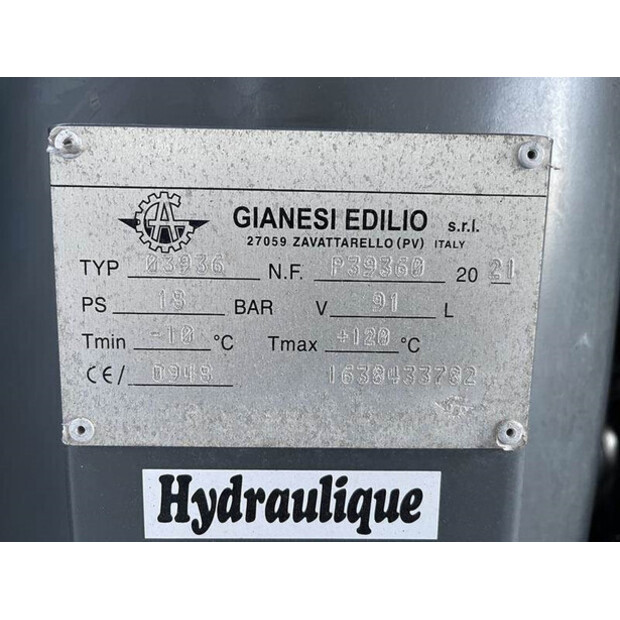 GIANESI EDILIO s.r.l.
27059 ZAVATTARELLO (PV) ITALY
TYP 03936 N.F. P39360 20 21
PS BAR V 91 L
Tmin -10 °C Tmax +120 °C
CE/ 0948 1638433782
Hydraulique